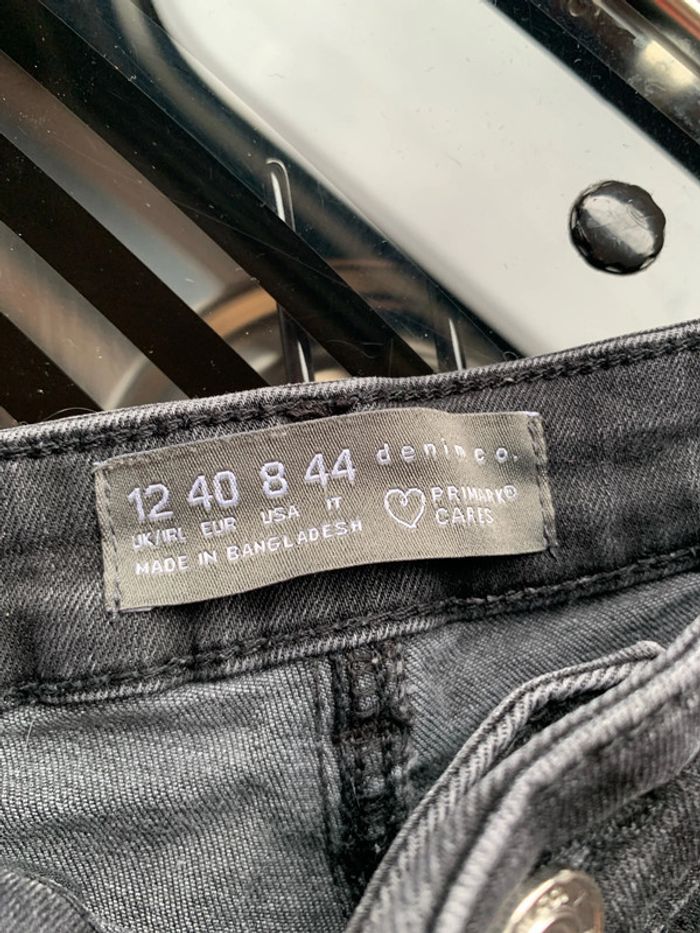 12 40 8 44 denim co.
UK/IRL EUR USA IT
PRIMARK®
CARES
MADE IN BANGLADESH